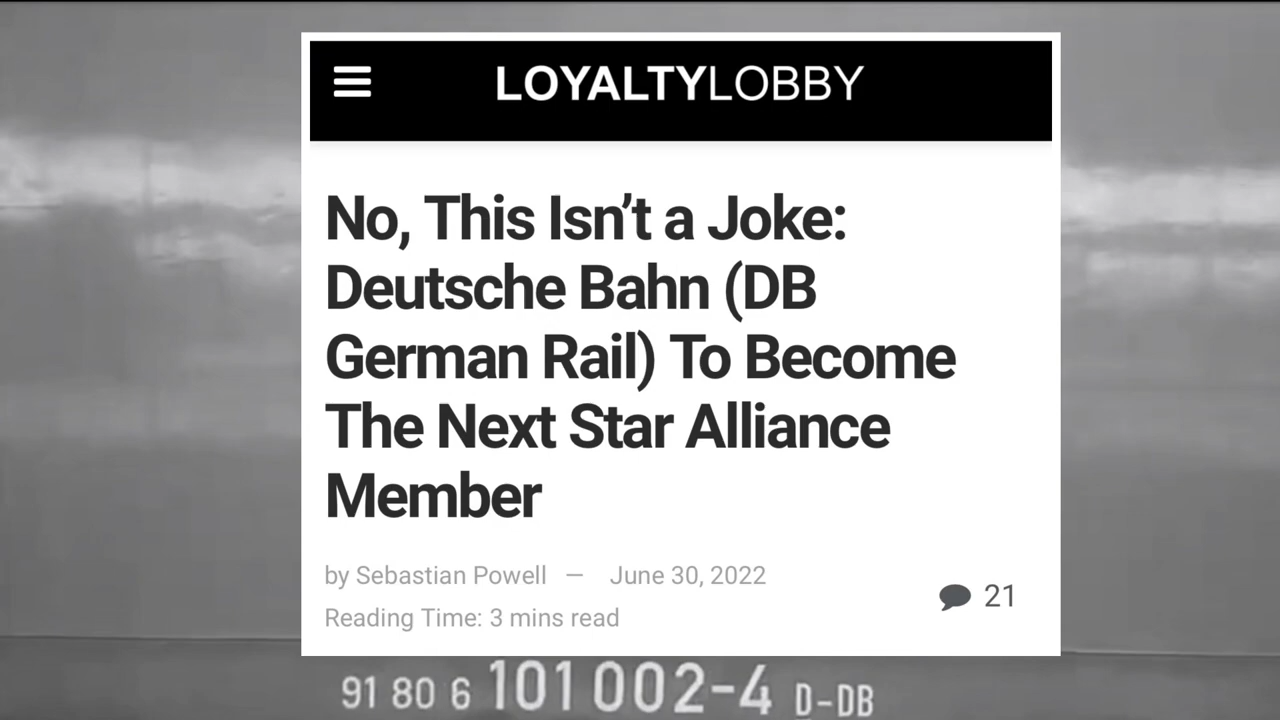 LOYALTYLOBBY
No, This Isn’t a Joke:
Deutsche Bahn (DB
German Rail) To Become
The Next Star Alliance
Member
by Sebastian Powell — June 30, 2022
21
Reading Time: 3 mins read
91 80 6 101 002-4 D-DB